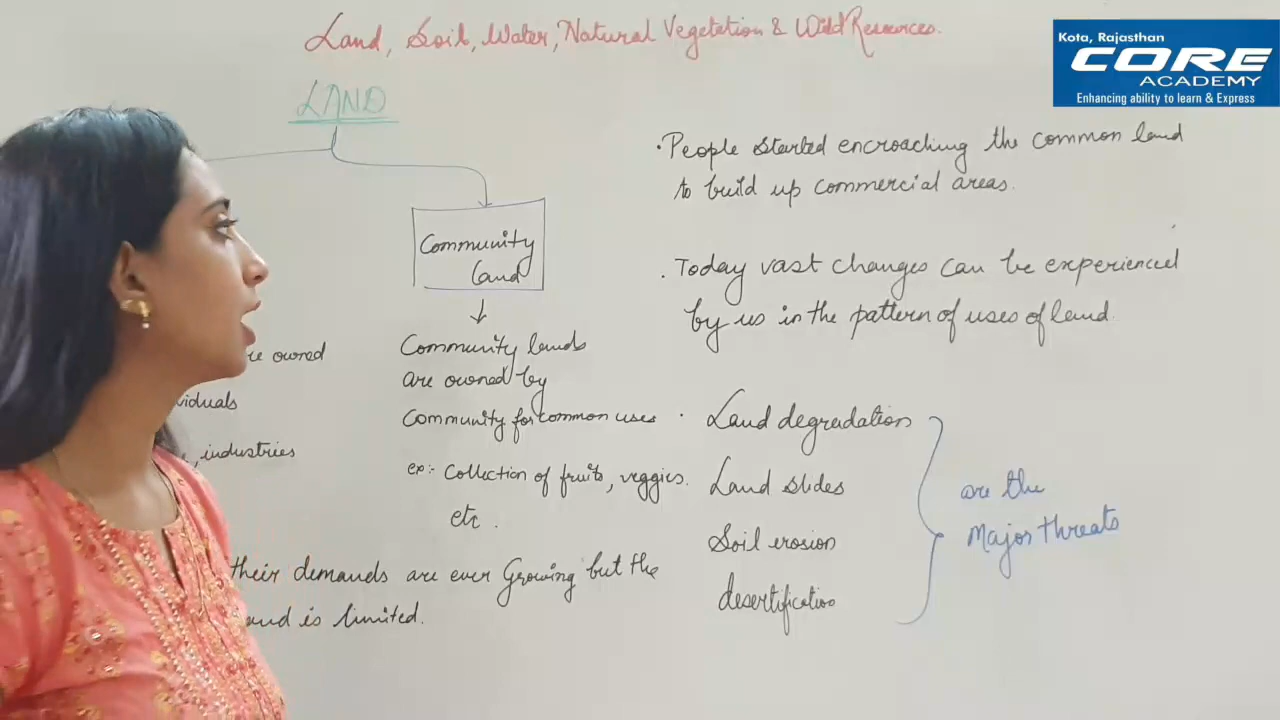 Land, Soil, Water, Natural Vegetation & Wild Resources.
LAND
Community
land
Community lands
are owned by
Community for common uses
ex:- Collection of fruits, veggies.
etc.
re owned
viduals
, industries
their demands are ever Growing but the
and is limited.
• People started encroaching the common land
to build up commercial areas.
. Today vast changes can be experienced
by us in the pattern of uses of land.
• Land degradation
Land slides
Soil erosion
desertification
are the
Major threats
Kota, Rajasthan
CORE
ACADEMY
Enhancing ability to learn & Express